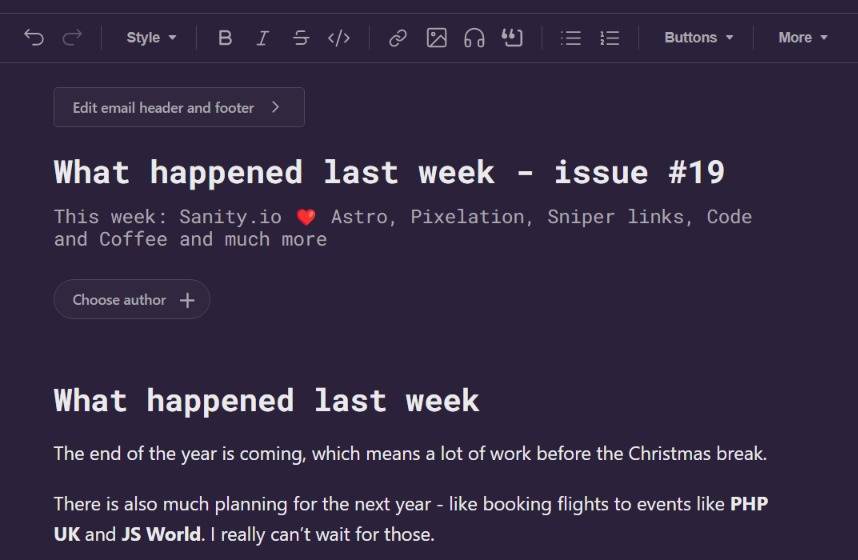 Style B I S </> Buttons More
Edit email header and footer
What happened last week - issue #19
This week: Sanity.io ❤️ Astro, Pixelation, Sniper links, Code
and Coffee and much more
Choose author
What happened last week
The end of the year is coming, which means a lot of work before the Christmas break.
There is also much planning for the next year - like booking flights to events like PHP
UK and JS World. I really can't wait for those.